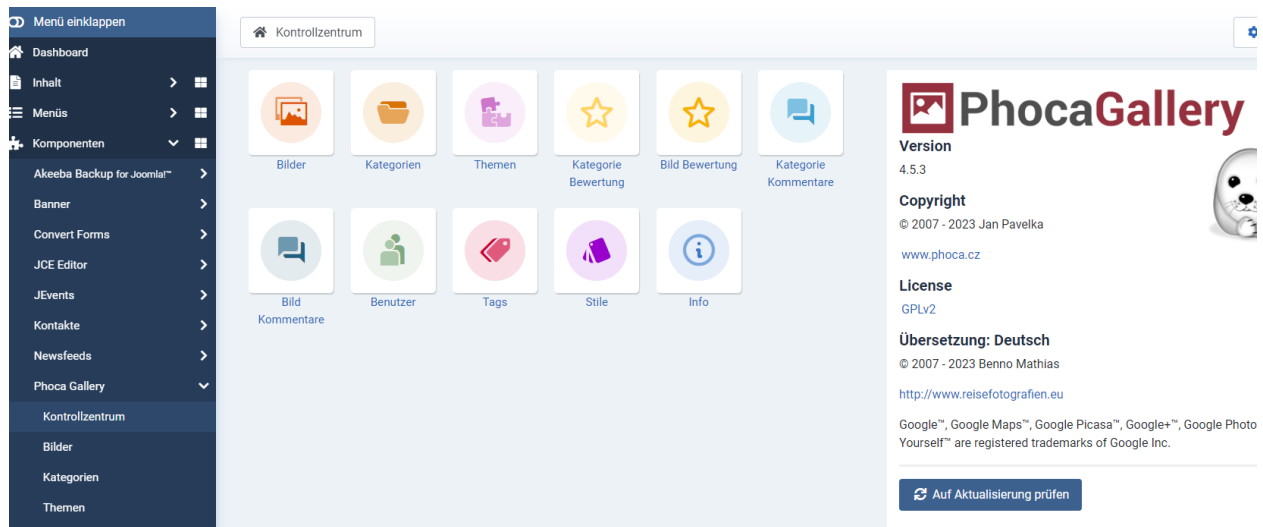 Menü einklappen
Dashboard
Inhalt
Menüs
Komponenten
Akeeba Backup for Joomla!™
Banner
Convert Forms
JCE Editor
JEvents
Kontakte
Newsfeeds
Phoca Gallery
Kontrollzentrum
Bilder
Kategorien
Themen
Kontrollzentrum
Bilder
Kategorien
Themen
Kategorie
Bewertung
Bild Bewertung
Kategorie
Kommentare
Bild
Kommentare
Benutzer
Tags
Stile
Info
PhocaGallery
Version
4.5.3
Copyright
© 2007 - 2023 Jan Pavelka
www.phoca.cz
License
GPLv2
Übersetzung: Deutsch
© 2007 - 2023 Benno Mathias
http://www.reisefotografien.eu
Google™, Google Maps™, Google Picasa™, Google+™, Google Photo
Yourself™ are registered trademarks of Google Inc.
Auf Aktualisierung prüfen